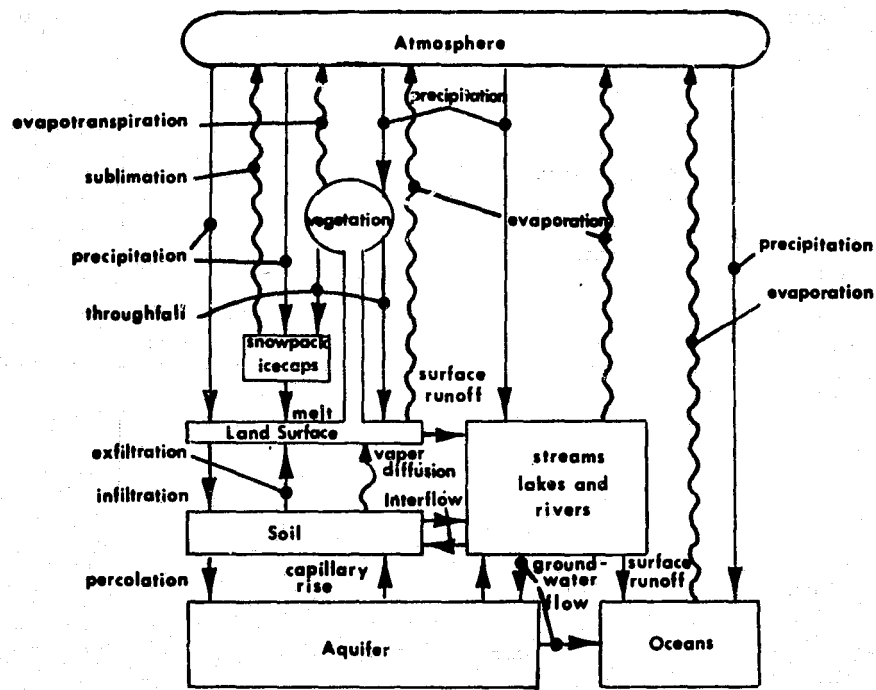 Atmosphere
precipitation
evapotranspiration
sublimation
vegetation
evaporation
precipitation
precipitation
evaporation
throughfall
snowpack
icecaps
surface
runoff
melt
Land Surface
exfiltration
vaper
diffusion
streams
lakes and
rivers
infiltration
Interflow
Soil
percolation
capillary
rise
ground-
water
flow
surface
runoff
Aquifer
Oceans